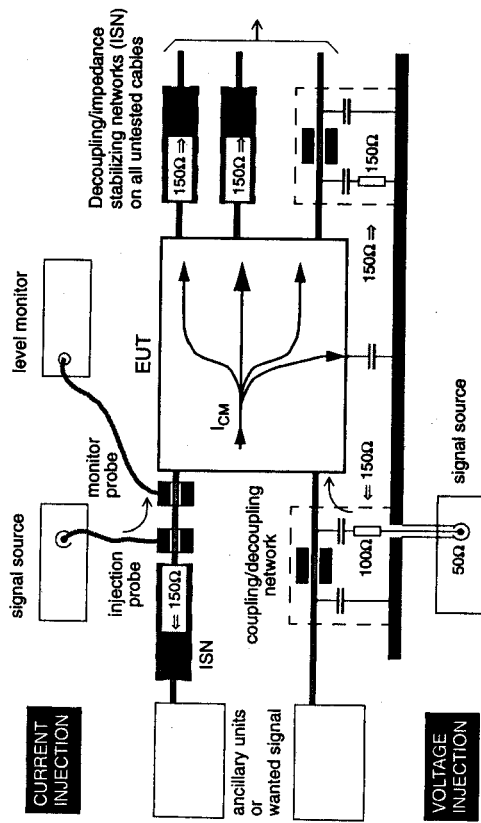 CURRENT
INJECTION
signal source
level monitor
injection
probe
monitor
probe
EUT
Decoupling/impedance
stabilizing networks (ISN)
on all untested cables
⇐ 150Ω
ISN
I_CM
150Ω ⇒
150Ω ⇒
ancillary units
or
wanted signal
coupling/decoupling
network
100Ω
⇐ 150Ω
150Ω ⇒
150Ω
50Ω
signal source
VOLTAGE
INJECTION